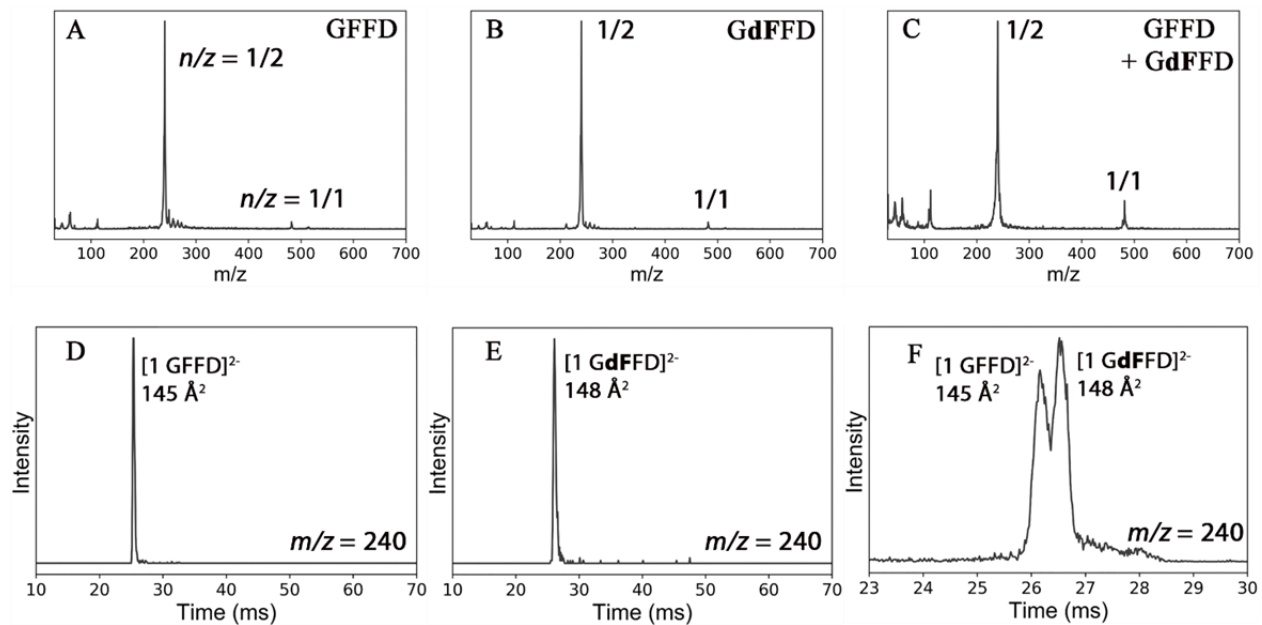 A
GFFD
n/z = 1/2
n/z = 1/1
100 200 300 400 500 600 700
m/z
B
GdFFD
1/2
1/1
100 200 300 400 500 600 700
m/z
C
GFFD
+ GdFFD
1/2
1/1
100 200 300 400 500 600 700
m/z
D
[1 GFFD]²⁻
145 Å²
m/z = 240
Intensity
10 20 30 40 50 60 70
Time (ms)
E
[1 GdFFD]²⁻
148 Å²
m/z = 240
Intensity
10 20 30 40 50 60 70
Time (ms)
F
[1 GFFD]²⁻
145 Å²
[1 GdFFD]²⁻
148 Å²
m/z = 240
Intensity
23 24 25 26 27 28 29 30
Time (ms)